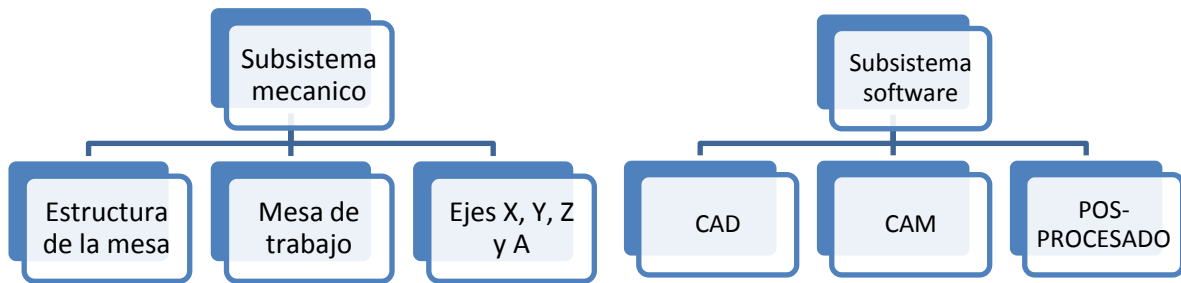 Subsistema
mecanico
Estructura
de la mesa
Mesa de
trabajo
Ejes X, Y, Z
y A
Subsistema
software
CAD
CAM
POS-
PROCESADO